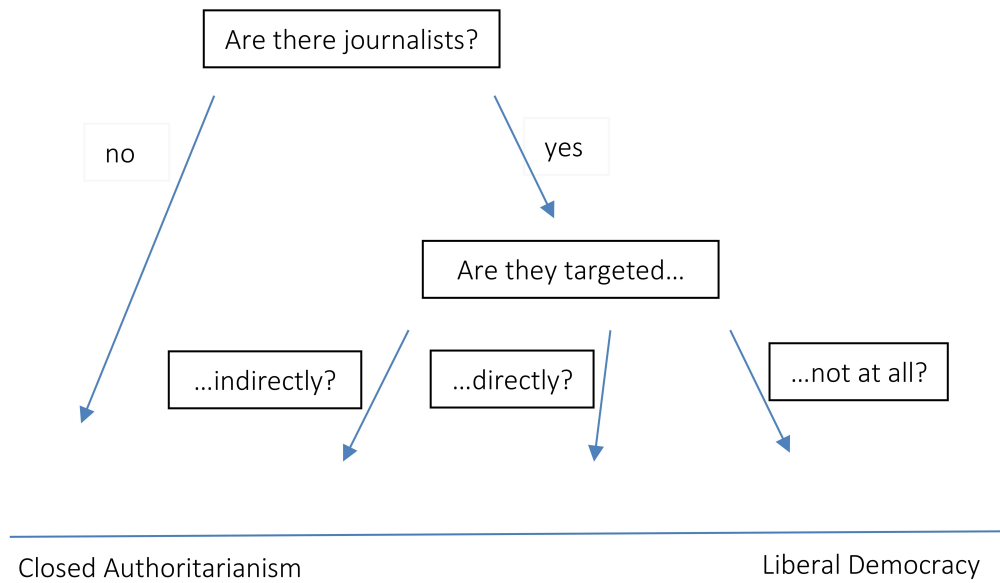 Are there journalists?
no
yes
Are they targeted...
...indirectly?
...directly?
...not at all?
Closed Authoritarianism
Liberal Democracy